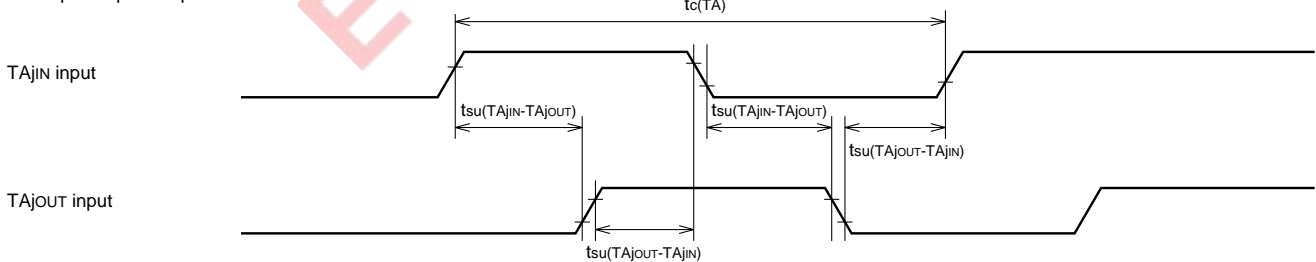 tc(TA)
TAjIN input
tsu(TAjIN-TAjOUT)
tsu(TAjIN-TAjOUT)
tsu(TAjOUT-TAjIN)
TAjOUT input
tsu(TAjOUT-TAjIN)